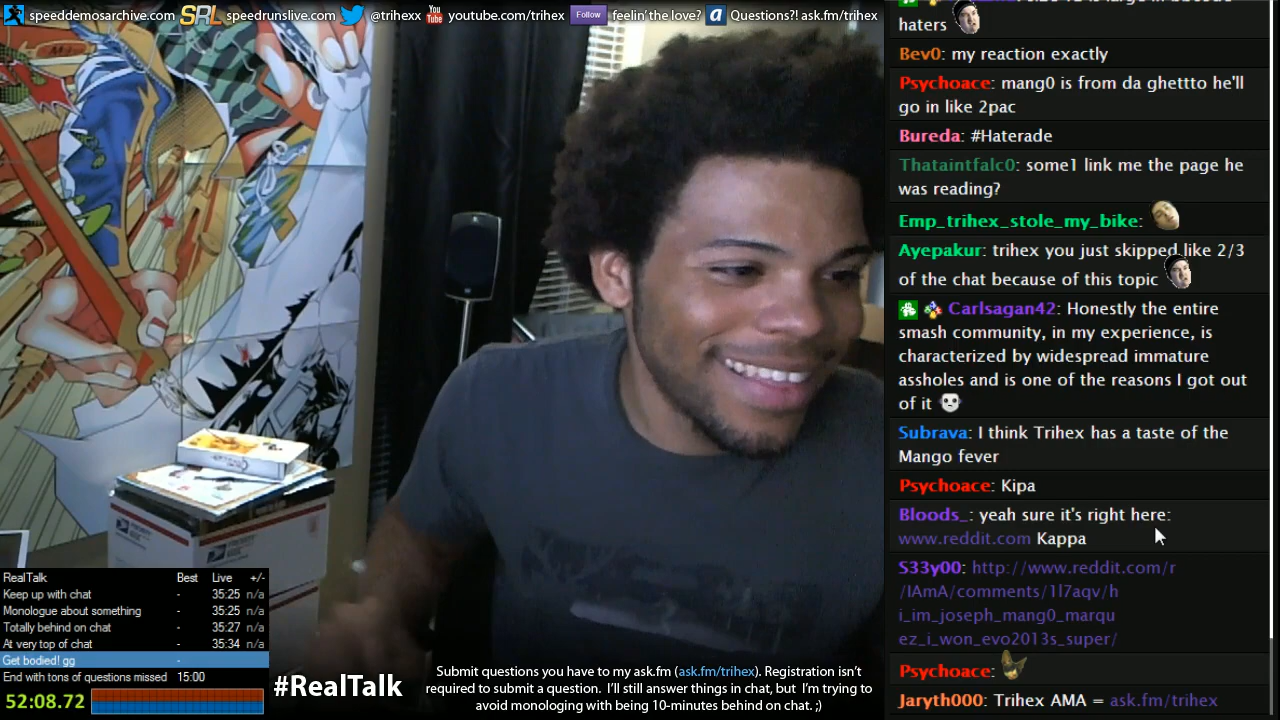 speeddemosarchive.com SRL speedrunslive.com @trihexx You Tube youtube.com/trihex Follow feelin' the love? a Questions?! ask.fm/trihex
haters
Bev0: my reaction exactly
Psychoace: mang0 is from da ghettto he'll
go in like 2pac
Bureda: #Haterade
Thataintfalc0: some1 link me the page he
was reading?
Emp_trihex_stole_my_bike:
Ayepakur: trihex you just skipped like 2/3
of the chat because of this topic
Carlsagan42: Honestly the entire
smash community, in my experience, is
characterized by widespread immature
assholes and is one of the reasons I got out
of it
Subrava: I think Trihex has a taste of the
Mango fever
Psychoace: Kipa
Bloods_: yeah sure it's right here:
www.reddit.com Kappa
S33y00: http://www.reddit.com/r
/IAmA/comments/1l7aqv/h
i_im_joseph_mang0_marqu
ez_i_won_evo2013s_super/
Psychoace:
Jaryth000: Trihex AMA = ask.fm/trihex
RealTalk Best Live +/-
Keep up with chat - 35:25 n/a
Monologue about something - 35:25 n/a
Totally behind on chat - 35:27 n/a
At very top of chat - 35:34 n/a
Get bodied! gg -
End with tons of questions missed 15:00
52:08.72
#RealTalk
Submit questions you have to my ask.fm (ask.fm/trihex). Registration isn't
required to submit a question. I'll still answer things in chat, but I'm trying to
avoid monologing with being 10-minutes behind on chat. ;)